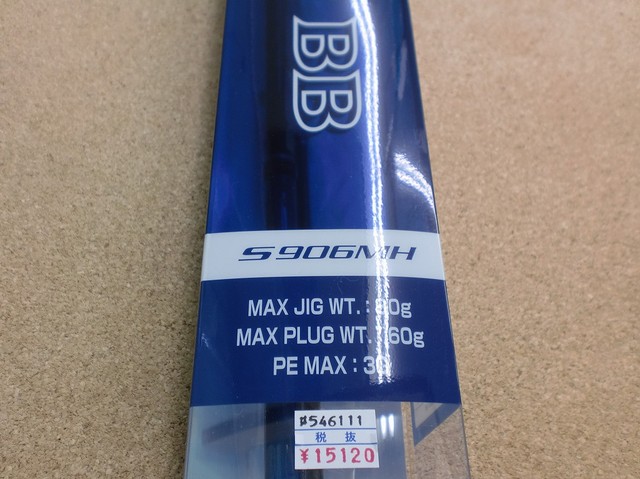 BB
S906MH
MAX JIG WT. :
MAX PLUG WT. 60g
PE MAX : 3
#546111
税 抜
¥15120